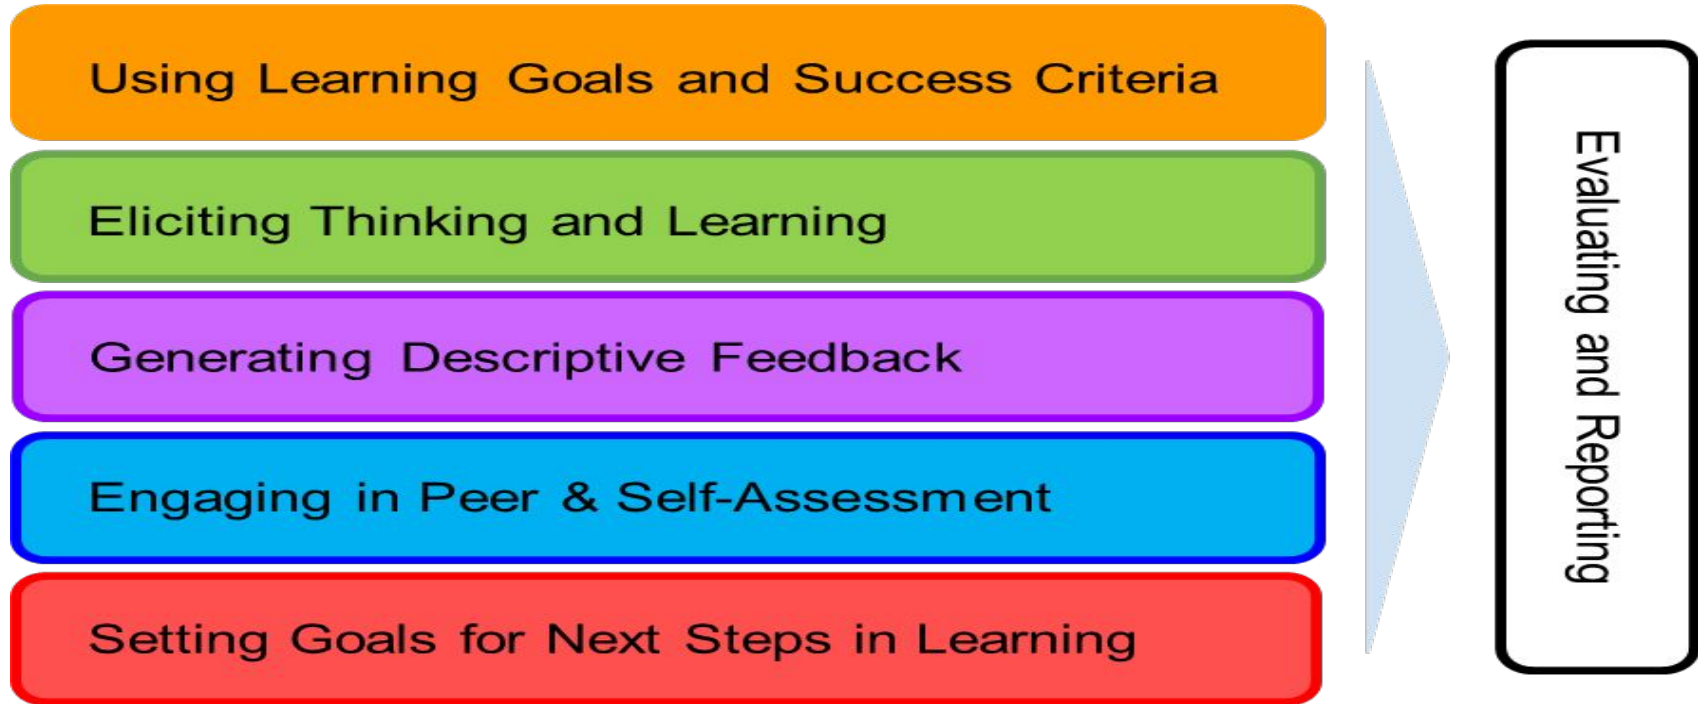 Using Learning Goals and Success Criteria
Eliciting Thinking and Learning
Generating Descriptive Feedback
Engaging in Peer & Self-Assessment
Setting Goals for Next Steps in Learning
Evaluating and Reporting